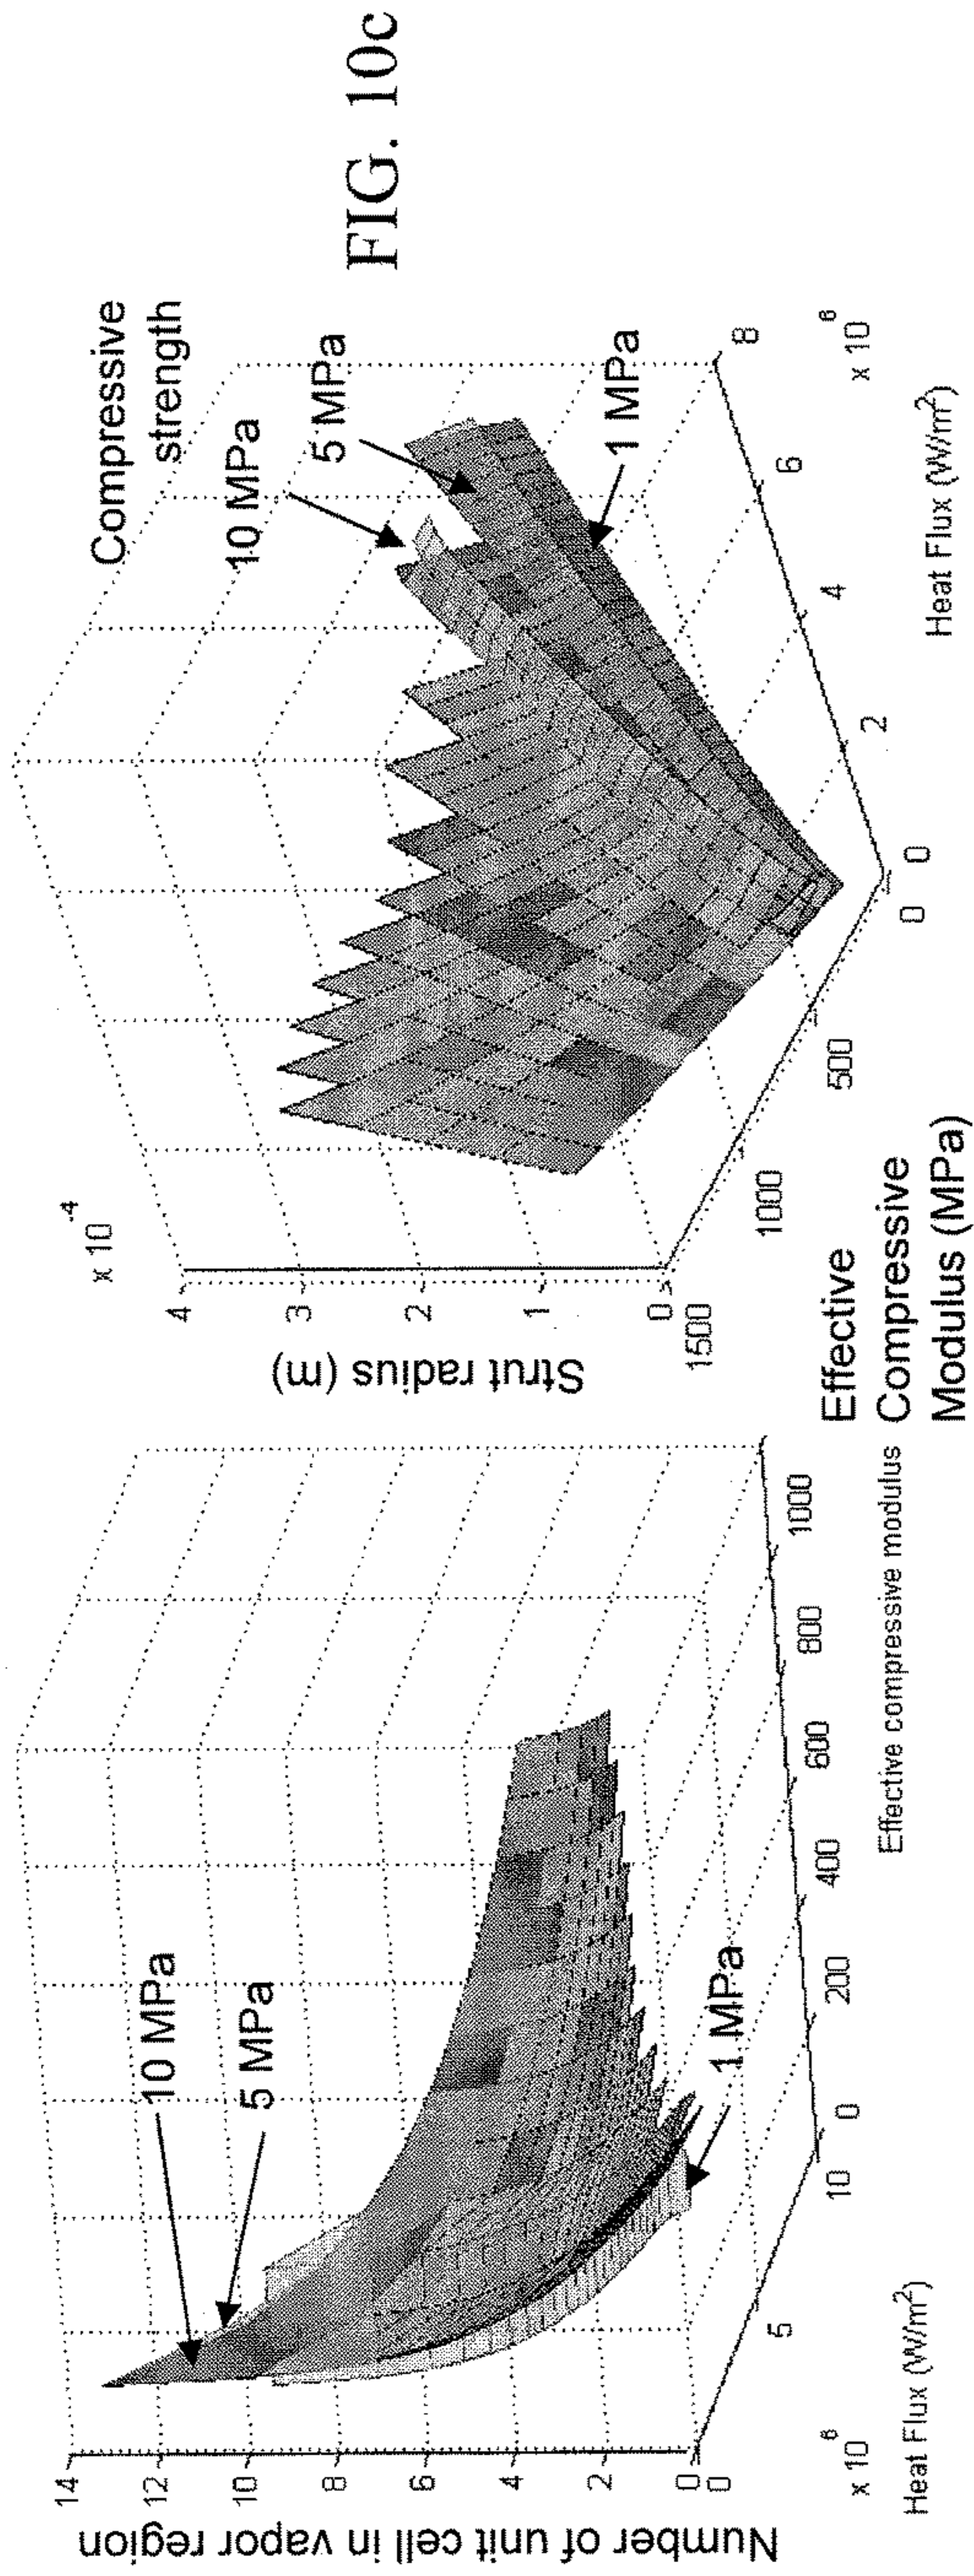 FIG. 10c
Number of unit cell in vapor region
14
12
10
8
6
4
2
0
10 MPa
5 MPa
1 MPa
0
5
10
x 10^6
Heat Flux (W/m^2)
0
200
400
600
800
1000
Effective compressive modulus
Compressive
strength
10 MPa
5 MPa
1 MPa
x 10^-4
Strut radius (m)
4
3
2
1
0
1500
1000
500
0
Effective
Compressive
Modulus (MPa)
0
2
4
6
8
x 10^6
Heat Flux (W/m^2)